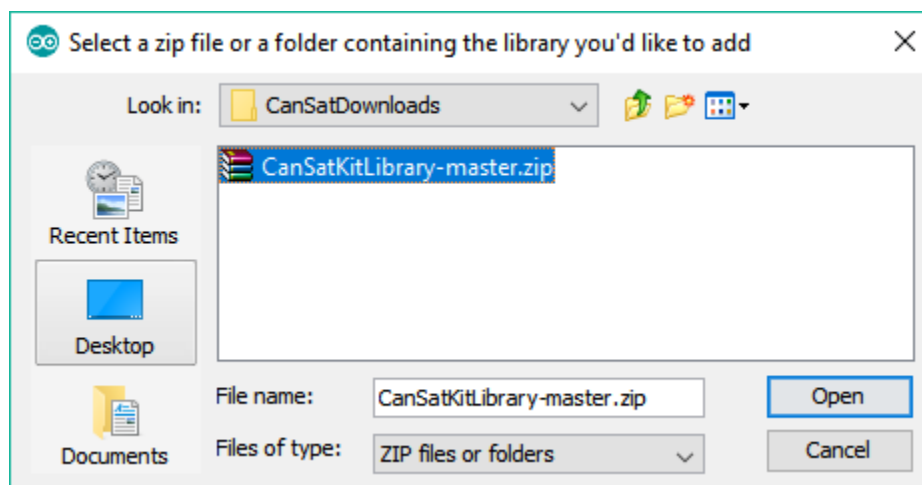 Select a zip file or a folder containing the library you'd like to add
Look in: CanSatDownloads
CanSatKitLibrary-master.zip
Recent Items
Desktop
Documents
File name: CanSatKitLibrary-master.zip Open
Files of type: ZIP files or folders Cancel